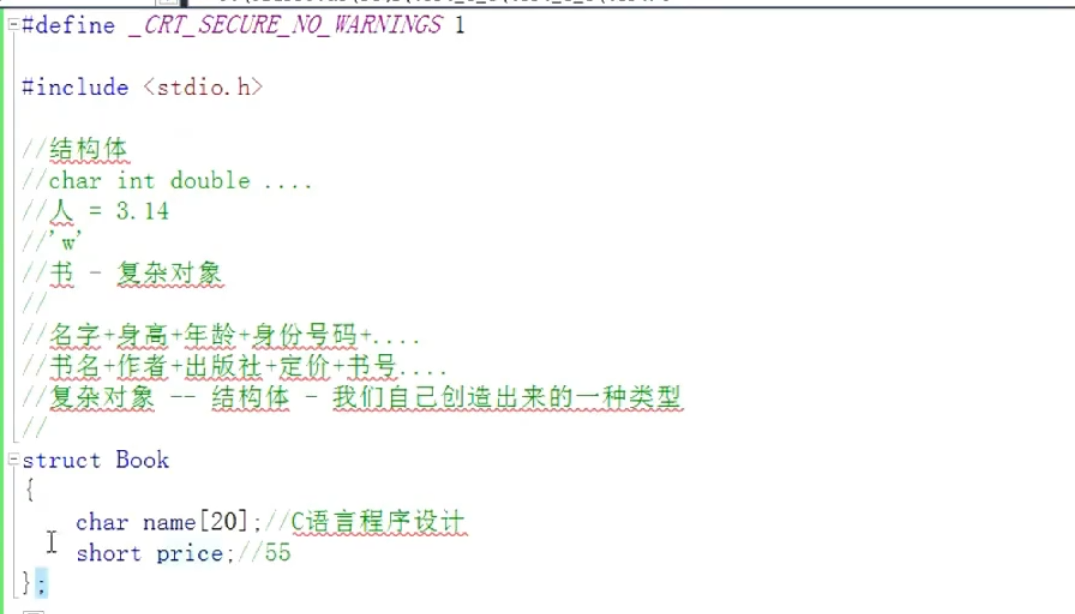 #define _CRT_SECURE_NO_WARNINGS 1
#include <stdio.h>
//结构体
//char int double ....
//人 = 3.14
//'w'
//书 - 复杂对象
//
//名字+身高+年龄+身份号码+....
//书名+作者+出版社+定价+书号....
//复杂对象 -- 结构体 - 我们自己创造出来的一种类型
//
struct Book
{
    char name[20];//C语言程序设计
    short price;//55
};